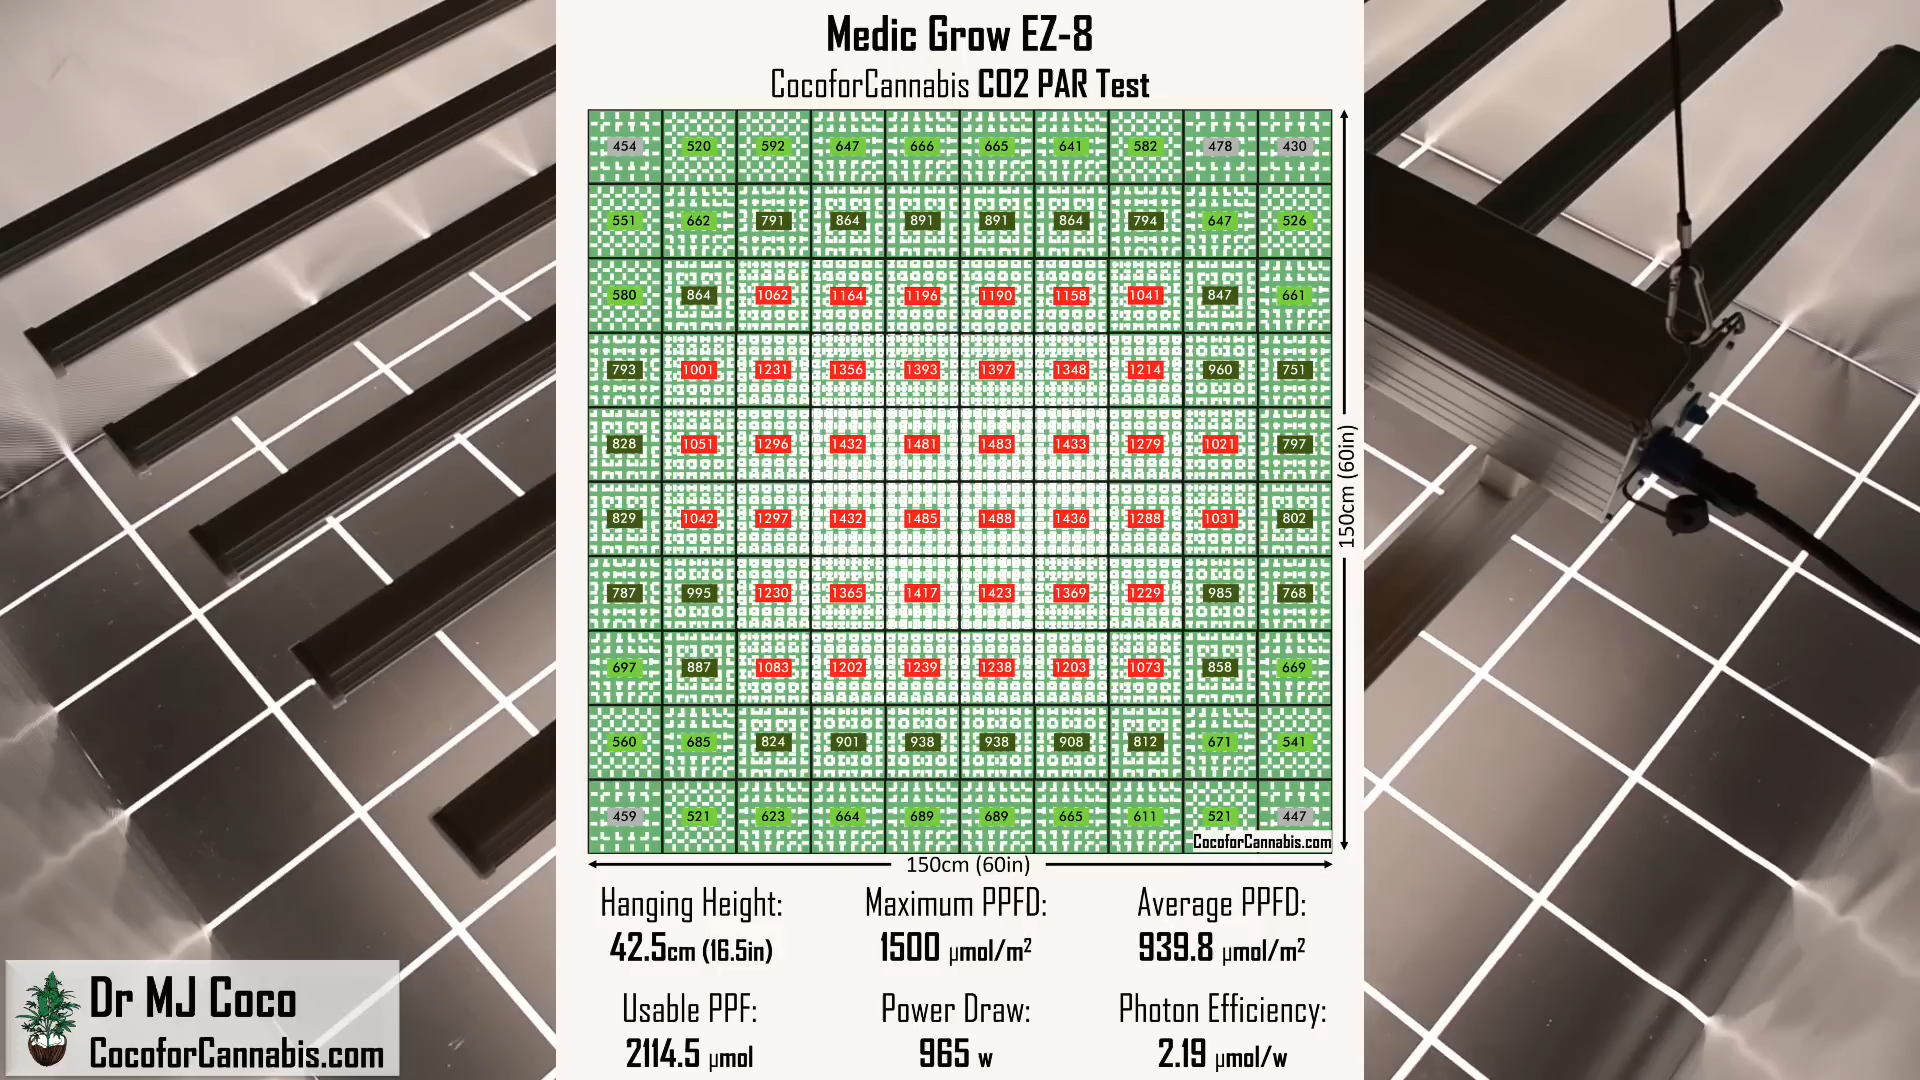 Medic Grow EZ-8
CocoforCannabis CO2 PAR Test
454 520 592 647 666 665 641 582 478 430
551 662 791 864 891 891 864 794 647 526
580 864 1062 1164 1196 1190 1158 1041 847 661
793 1001 1231 1356 1393 1397 1348 1214 960 751
828 1051 1296 1432 1481 1483 1433 1279 1021 797
829 1042 1297 1432 1485 1488 1436 1288 1031 802
787 995 1230 1365 1417 1423 1369 1229 985 768
697 887 1083 1202 1239 1238 1203 1073 858 669
560 685 824 901 938 938 908 812 671 541
459 521 623 664 689 689 665 611 521 447
CocoforCannabis.com
150cm (60in)
150cm (60in)
Hanging Height: Maximum PPFD: Average PPFD:
42.5cm (16.5in) 1500 μmol/m² 939.8 μmol/m²
Usable PPF: Power Draw: Photon Efficiency:
2114.5 μmol 965 w 2.19 μmol/w
Dr MJ Coco
CocoforCannabis.com